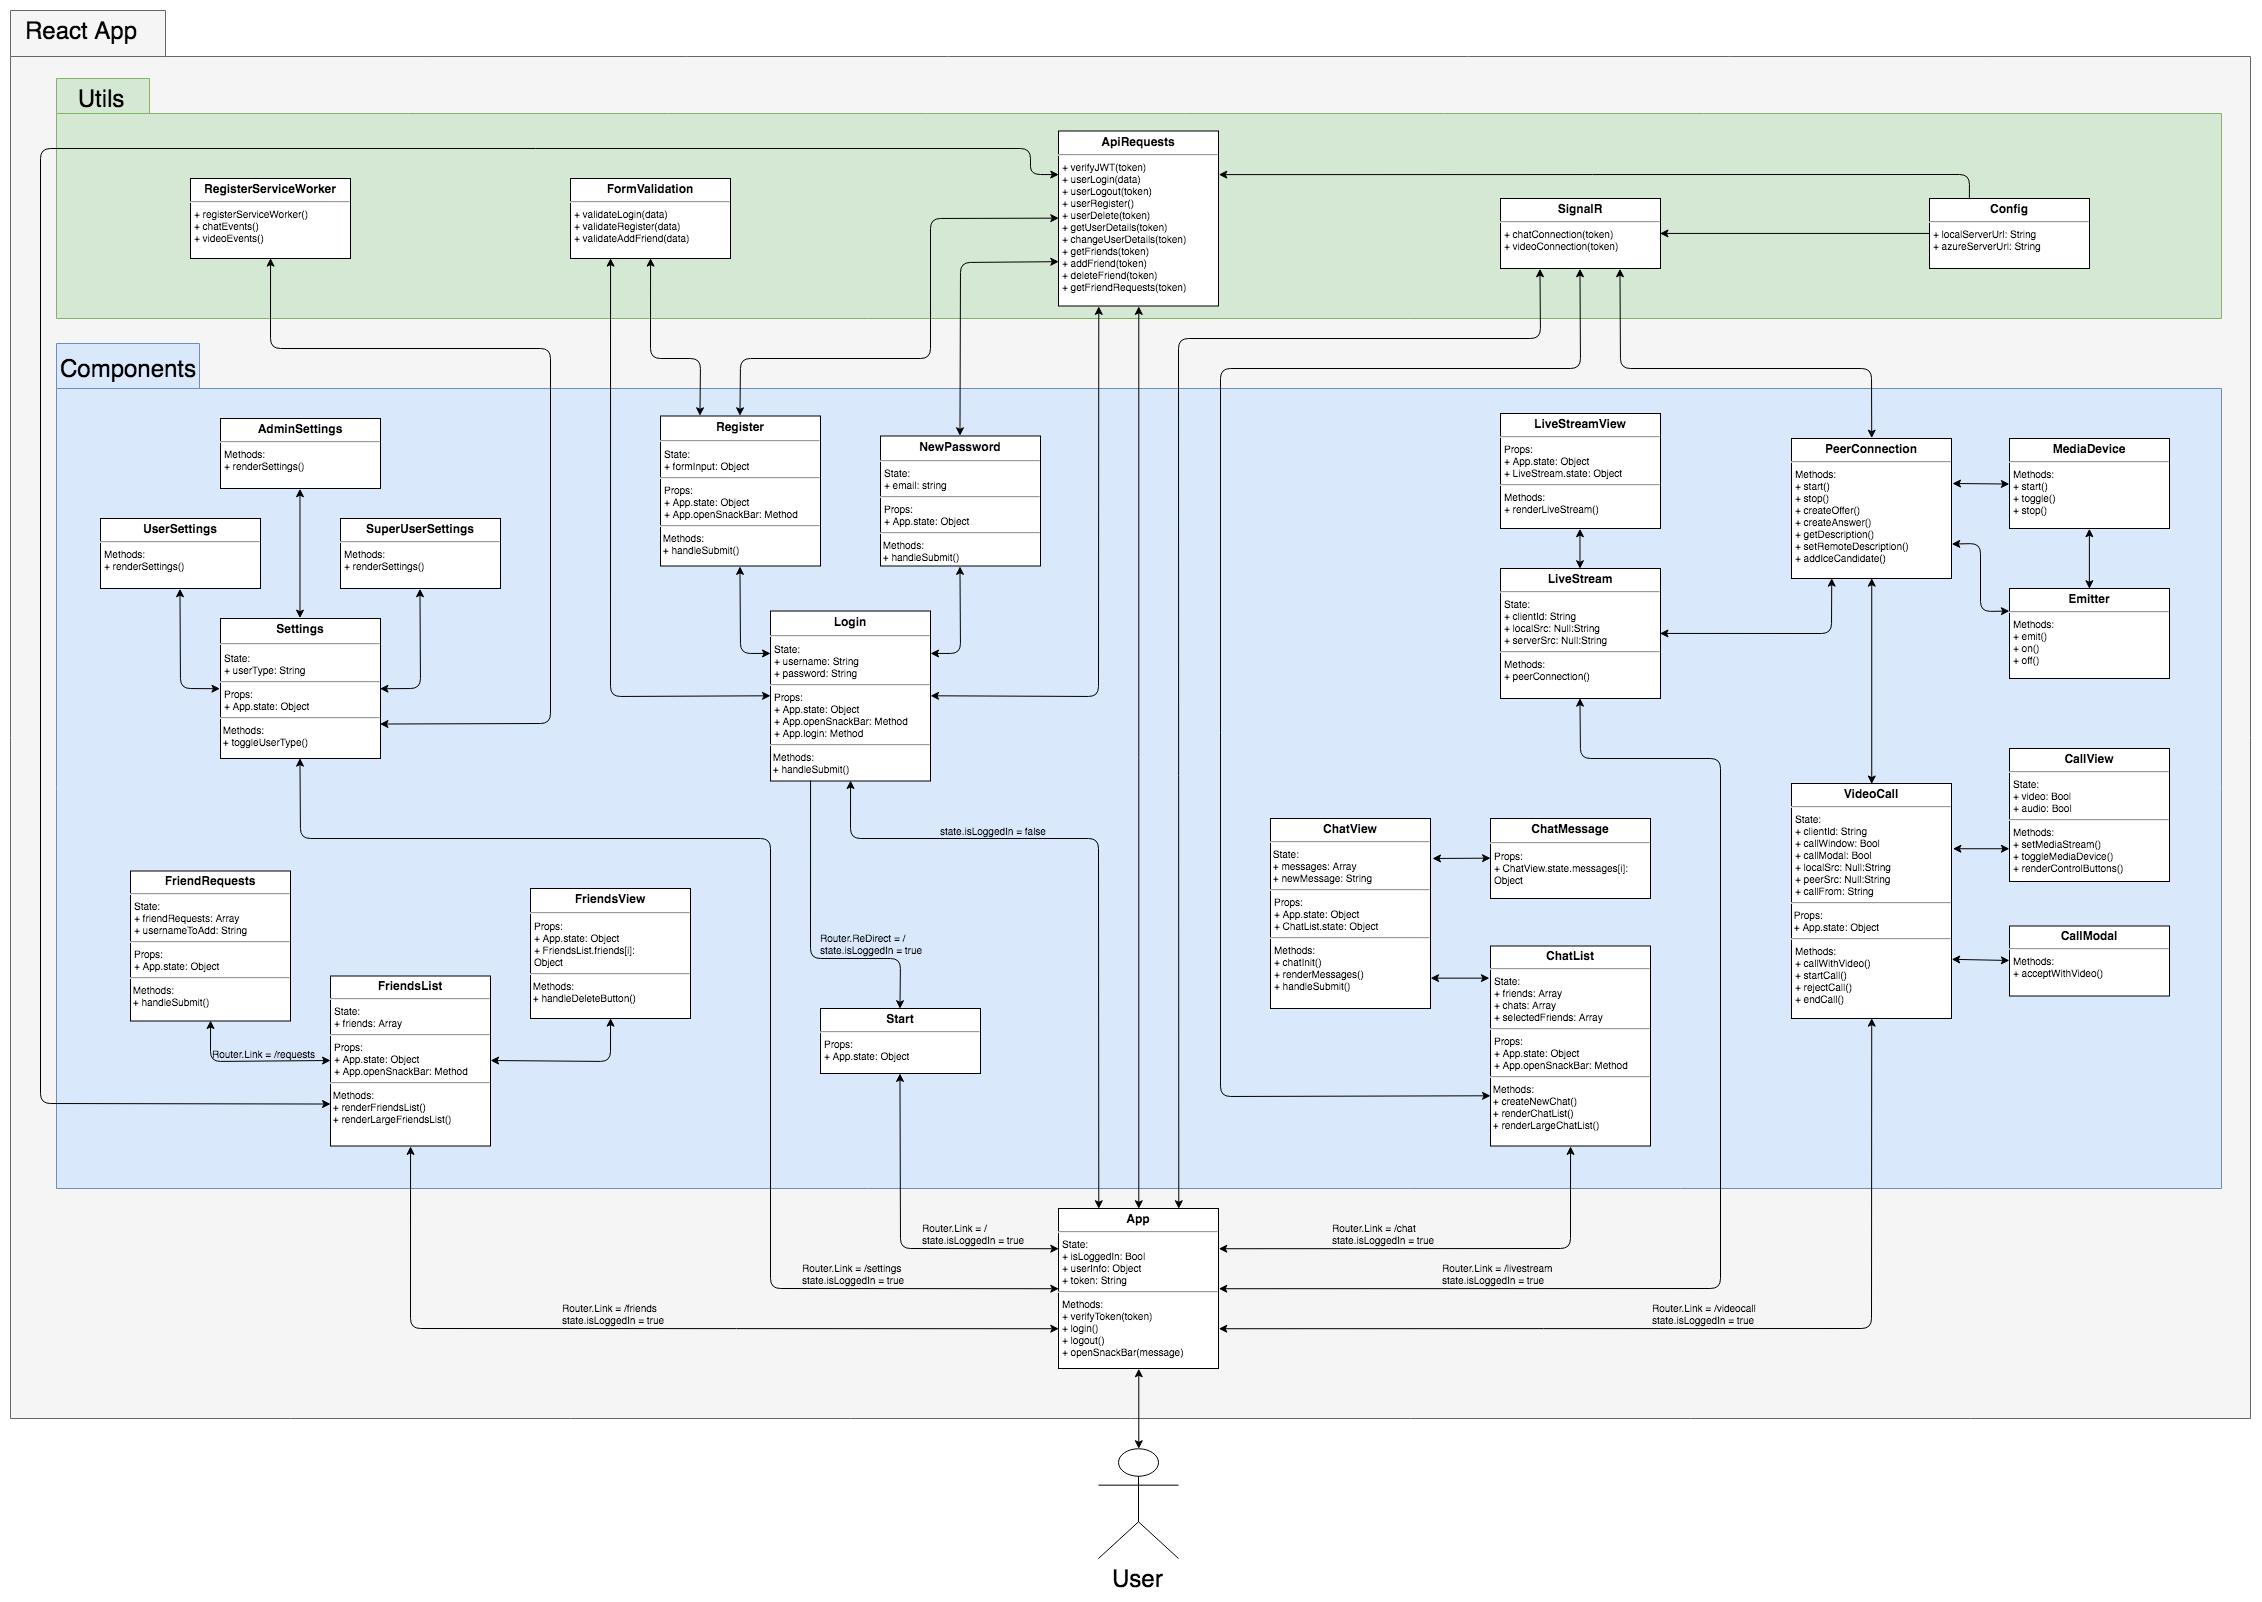 React App
Utils
ApiRequests
+ verifyJWT(token)
+ userLogin(data)
+ userLogout(token)
+ userRegister()
+ userDelete(token)
+ getUserDetails(token)
+ changeUserDetails(token)
+ getFriends(token)
+ addFriend(token)
+ deleteFriend(token)
+ getFriendRequests(token)
RegisterServiceWorker
+ registerServiceWorker()
+ chatEvents()
+ videoEvents()
FormValidation
+ validateLogin(data)
+ validateRegister(data)
+ validateAddFriend(data)
SignalR
+ chatConnection(token)
+ videoConnection(token)
Config
+ localServerUrl: String
+ azureServerUrl: String
Components
AdminSettings
Methods:
+ renderSettings()
UserSettings
Methods:
+ renderSettings()
SuperUserSettings
Methods:
+ renderSettings()
Settings
State:
+ userType: String
Props:
+ App.state: Object
Methods:
+ toggleUserType()
Register
State:
+ formInput: Object
Props:
+ App.state: Object
+ App.openSnackBar: Method
Methods:
+ handleSubmit()
NewPassword
State:
+ email: string
Props:
+ App.state: Object
Methods:
+ handleSubmit()
Login
State:
+ username: String
+ password: String
Props:
+ App.state: Object
+ App.openSnackBar: Method
+ App.login: Method
Methods:
+ handleSubmit()
LiveStreamView
Props:
+ App.state: Object
+ LiveStream.state: Object
Methods:
+ renderLiveStream()
LiveStream
State:
+ clientId: String
+ localSrc: Null:String
+ serverSrc: Null:String
Methods:
+ peerConnection()
PeerConnection
Methods:
+ start()
+ stop()
+ createOffer()
+ createAnswer()
+ getDescription()
+ setRemoteDescription()
+ addIceCandidate()
MediaDevice
Methods:
+ start()
+ toggle()
+ stop()
Emitter
Methods:
+ emit()
+ on()
+ off()
CallView
State:
+ video: Bool
+ audio: Bool
Methods:
+ setMediaStream()
+ toggleMediaDevice()
+ renderControlButtons()
VideoCall
State:
+ clientId: String
+ callWindow: Bool
+ callModal: Bool
+ localSrc: Null:String
+ peerSrc: Null:String
+ callFrom: String
Props:
+ App.state: Object
Methods:
+ callWithVideo()
+ startCall()
+ rejectCall()
+ endCall()
CallModal
Methods:
+ acceptWithVideo()
state.isLoggedIn = false
ChatView
State:
+ messages: Array
+ newMessage: String
Props:
+ App.state: Object
+ ChatList.state: Object
Methods:
+ chatInit()
+ renderMessages()
+ handleSubmit()
ChatMessage
Props:
+ ChatView.state.messages[i]:
Object
ChatList
State:
+ friends: Array
+ chats: Array
+ selectedFriends: Array
Props:
+ App.state: Object
+ App.openSnackBar: Method
Methods:
+ createNewChat()
+ renderChatList()
+ renderLargeChatList()
FriendRequests
State:
+ friendRequests: Array
+ usernameToAdd: String
Props:
+ App.state: Object
Methods:
+ handleSubmit()
Router.Link = /requests
FriendsView
Props:
+ App.state: Object
+ FriendsList.friends[i]:
Object
Methods:
+ handleDeleteButton()
FriendsList
State:
+ friends: Array
Props:
+ App.state: Object
+ App.openSnackBar: Method
Methods:
+ renderFriendsList()
+ renderLargeFriendsList()
Router.ReDirect = /
state.isLoggedIn = true
Start
Props:
+ App.state: Object
App
State:
+ isLoggedIn: Bool
+ userInfo: Object
+ token: String
Methods:
+ verifyToken(token)
+ login()
+ logout()
+ openSnackBar(message)
Router.Link = /
state.isLoggedIn = true
Router.Link = /chat
state.isLoggedIn = true
Router.Link = /settings
state.isLoggedIn = true
Router.Link = /livestream
state.isLoggedIn = true
Router.Link = /friends
state.isLoggedIn = true
Router.Link = /videocall
state.isLoggedIn = true
User